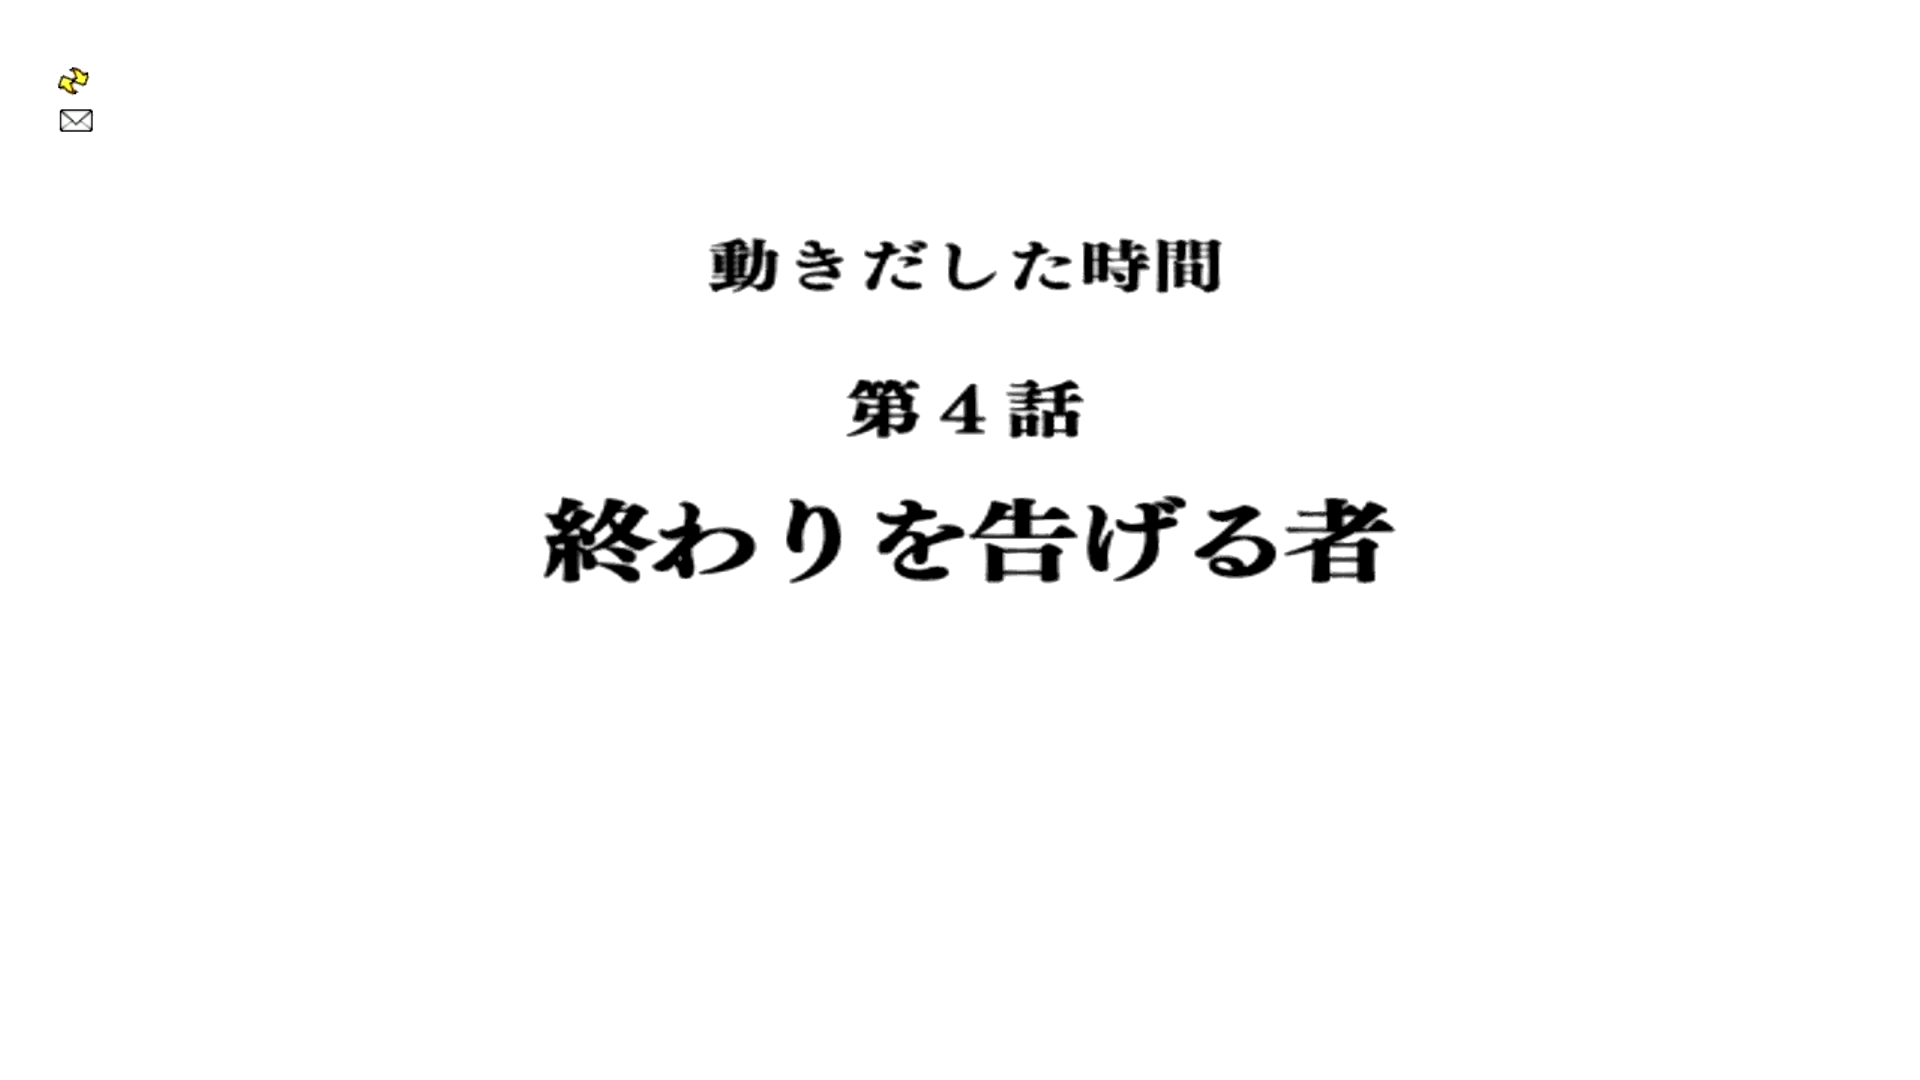 動きだした時間
第４話
終わりを告げる者